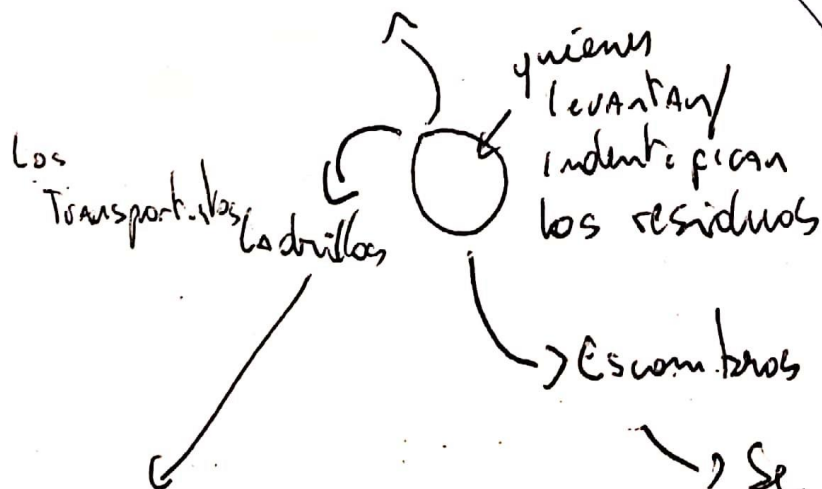 quienes
levantan/
indentifican
los residuos
Los
Transportistas
Ladrillos
Escombros
Se